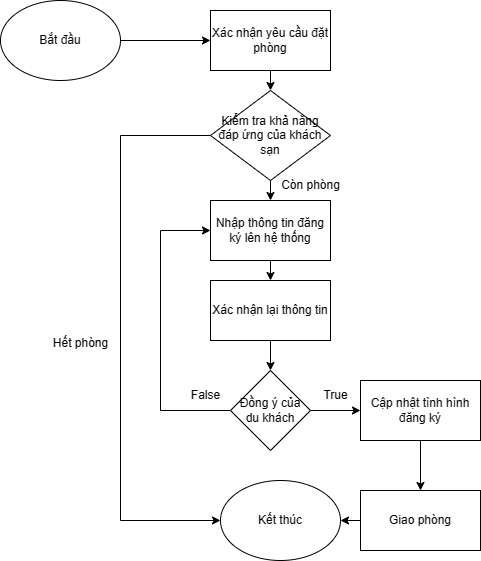 Bắt đầu
Xác nhận yêu cầu đặt
phòng
Kiểm tra khả năng
đáp ứng của khách
sạn
Còn phòng
Nhập thông tin đăng
ký lên hệ thống
Xác nhận lại thông tin
Hết phòng
False
True
Đồng ý của
du khách
Cập nhật tình hình
đăng ký
Kết thúc
Giao phòng